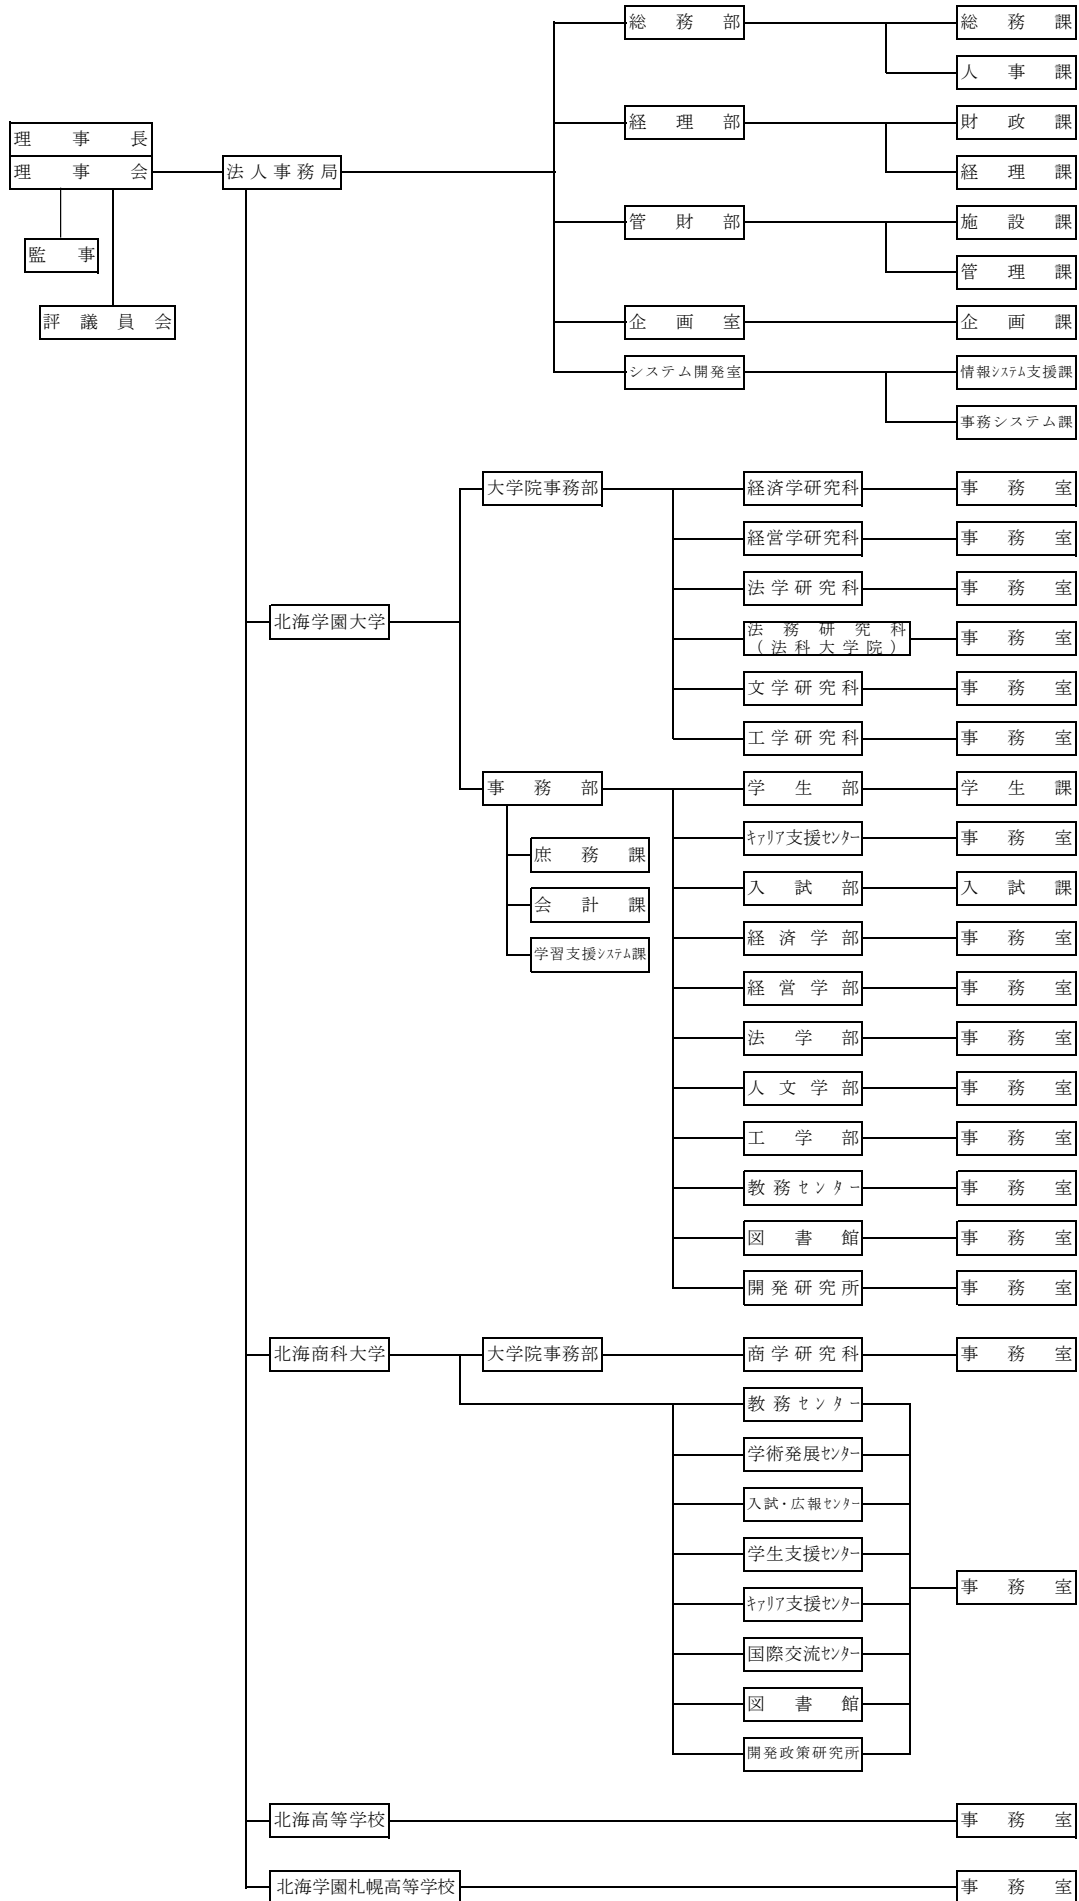 総務部
総務課
人事課
理事長
経理部
財政課
理事会
法人事務局
経理課
管財部
施設課
監事
管理課
評議員会
企画室
企画課
システム開発室
情報ｼｽﾃﾑ支援課
事務システム課
大学院事務部
経済学研究科
事務室
経営学研究科
事務室
法学研究科
事務室
北海学園大学
法務研究科
（法科大学院）
事務室
文学研究科
事務室
工学研究科
事務室
事務部
学生部
学生課
庶務課
ｷｬﾘｱ支援ｾﾝﾀｰ
事務室
入試部
入試課
会計課
経済学部
事務室
学習支援ｼｽﾃﾑ課
経営学部
事務室
法学部
事務室
人文学部
事務室
工学部
事務室
教務ｾﾝﾀｰ
事務室
図書館
事務室
開発研究所
事務室
北海商科大学
大学院事務部
商学研究科
事務室
教務ｾﾝﾀｰ
学術発展ｾﾝﾀｰ
入試・広報ｾﾝﾀｰ
学生支援ｾﾝﾀｰ
事務室
ｷｬﾘｱ支援ｾﾝﾀｰ
国際交流ｾﾝﾀｰ
図書館
開発政策研究所
北海高等学校
事務室
北海学園札幌高等学校
事務室